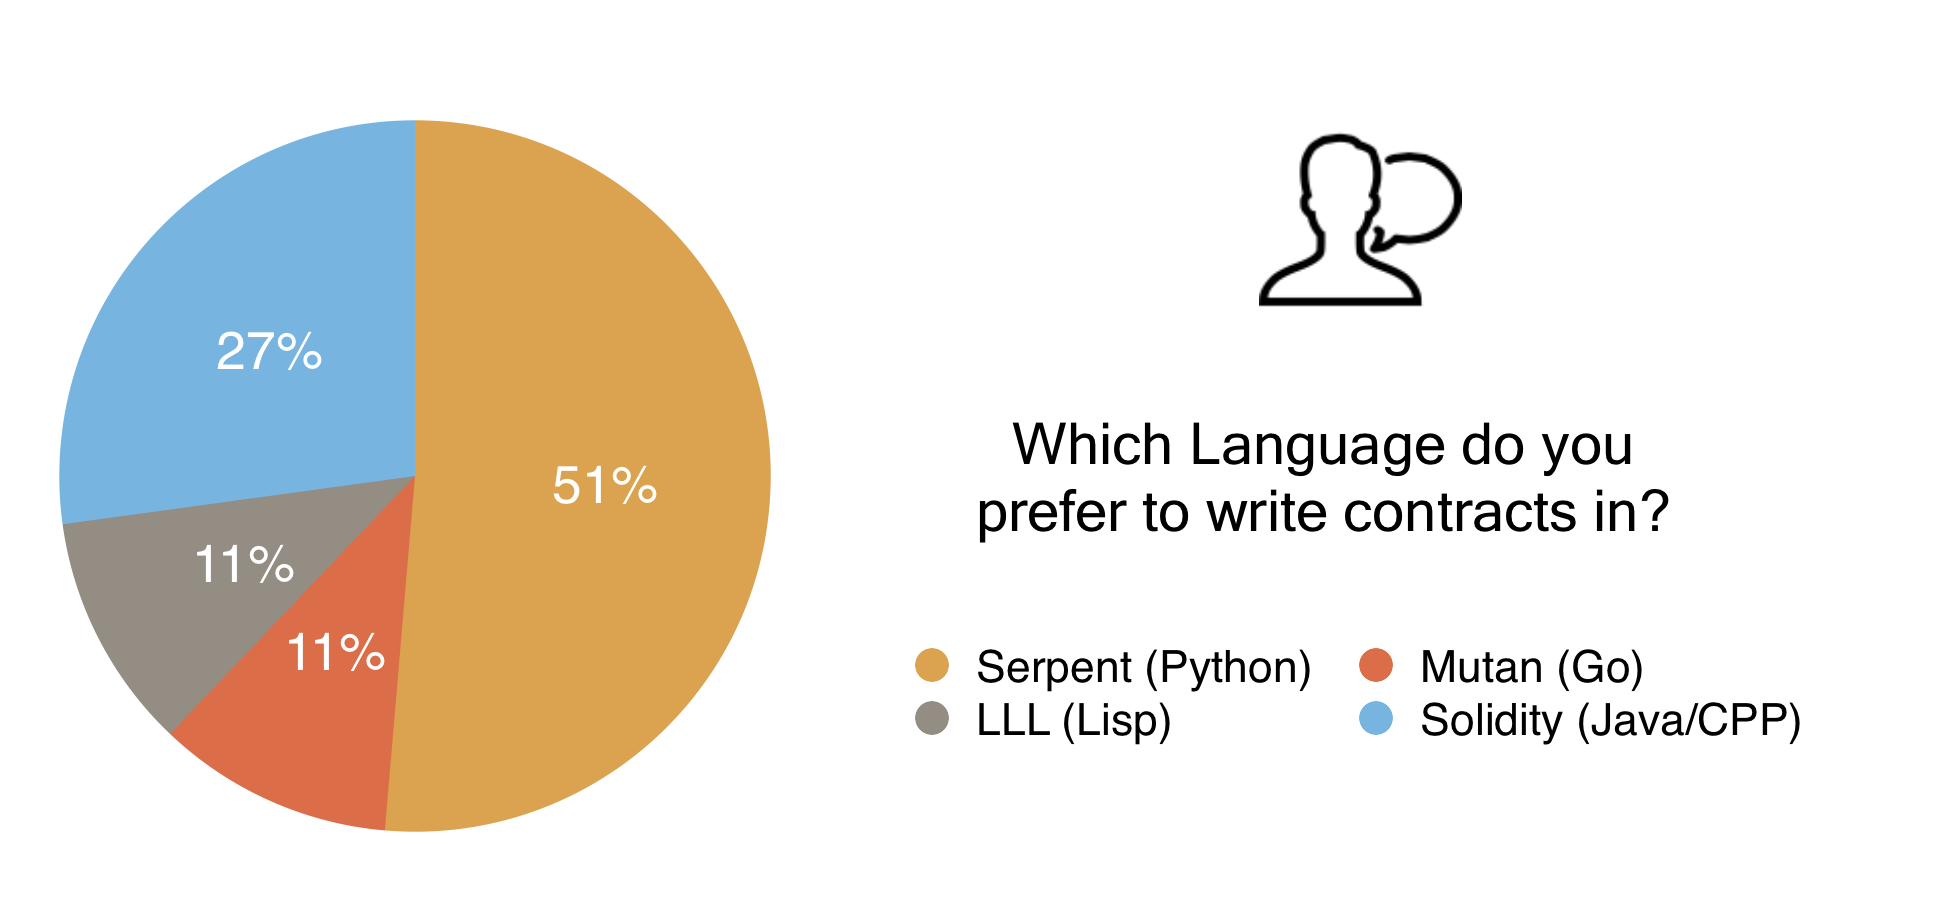 27%
51%
11%
11%
Which Language do you
prefer to write contracts in?
Serpent (Python)
Mutan (Go)
LLL (Lisp)
Solidity (Java/CPP)